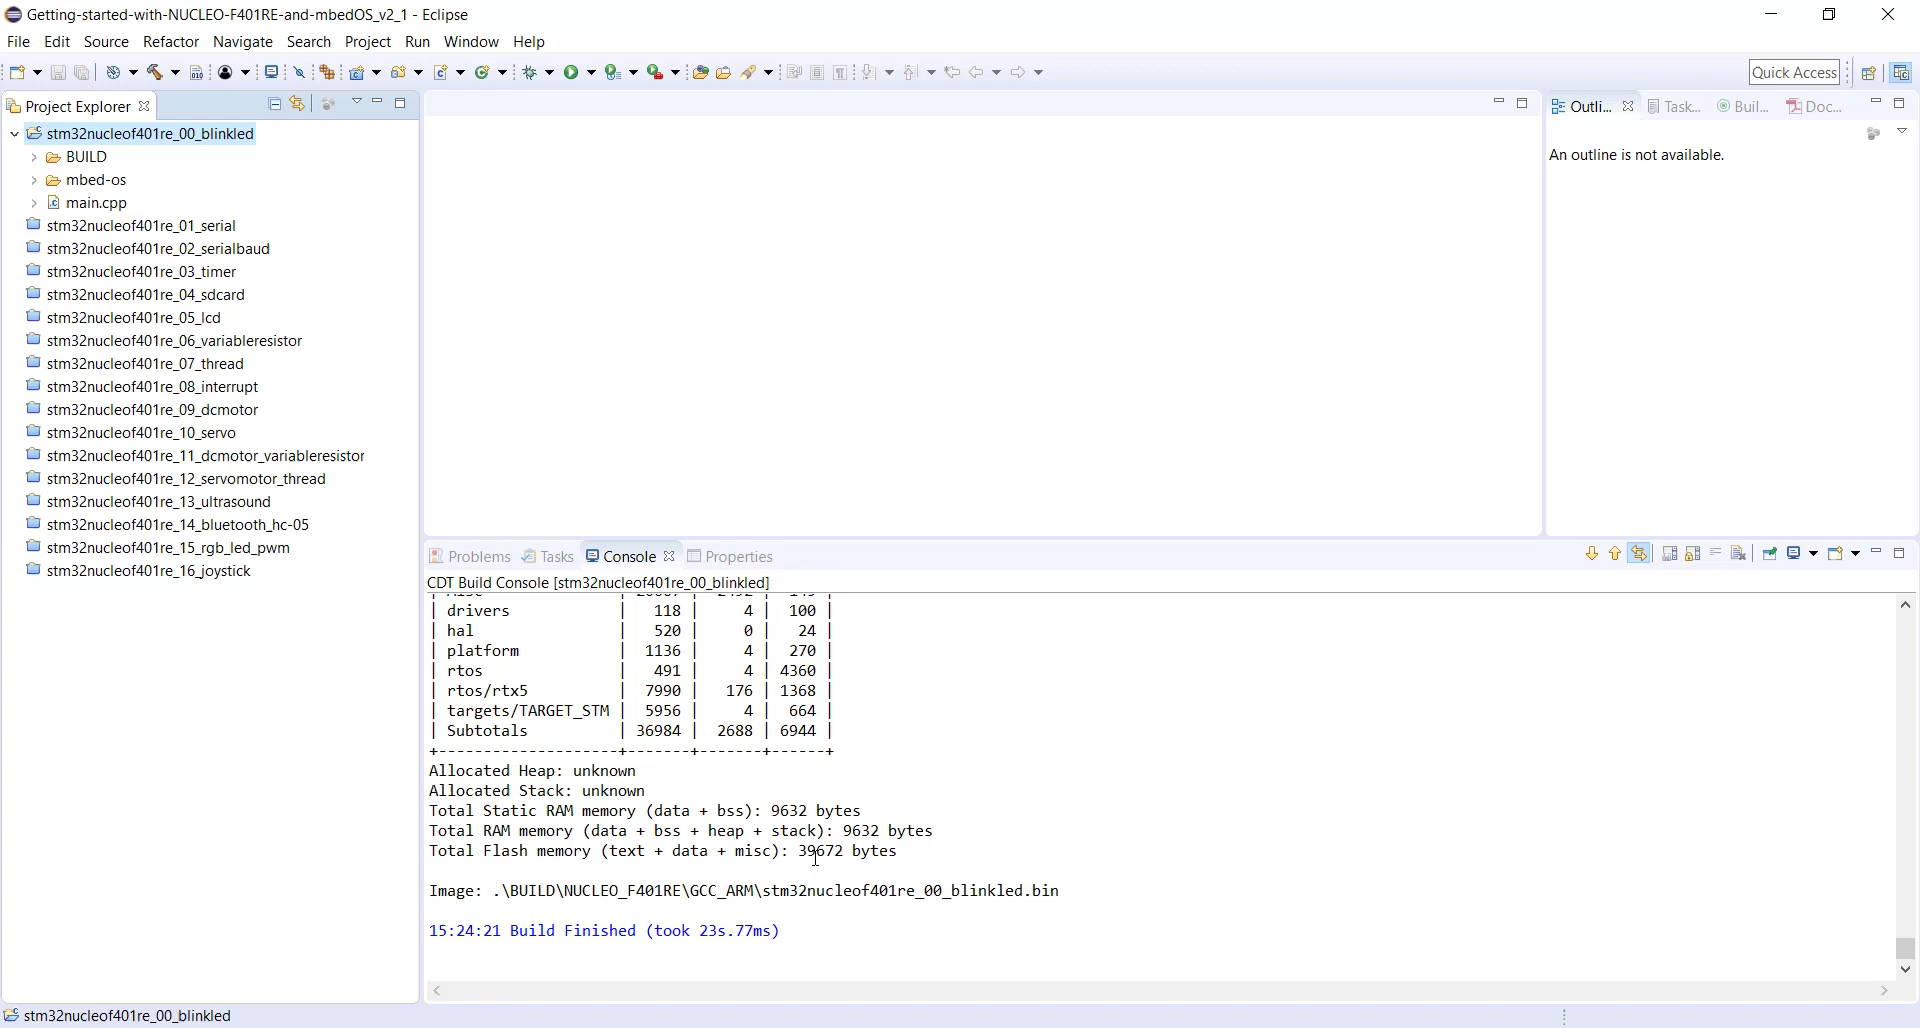 Getting-started-with-NUCLEO-F401RE-and-mbedOS_v2_1 - Eclipse
File Edit Source Refactor Navigate Search Project Run Window Help
Quick Access
Project Explorer
stm32nucleof401re_00_blinkled
BUILD
mbed-os
main.cpp
stm32nucleof401re_01_serial
stm32nucleof401re_02_serialbaud
stm32nucleof401re_03_timer
stm32nucleof401re_04_sdcard
stm32nucleof401re_05_lcd
stm32nucleof401re_06_variableresistor
stm32nucleof401re_07_thread
stm32nucleof401re_08_interrupt
stm32nucleof401re_09_dcmotor
stm32nucleof401re_10_servo
stm32nucleof401re_11_dcmotor_variableresistor
stm32nucleof401re_12_servomotor_thread
stm32nucleof401re_13_ultrasound
stm32nucleof401re_14_bluetooth_hc-05
stm32nucleof401re_15_rgb_led_pwm
stm32nucleof401re_16_joystick
Outli... Task... Buil... Doc...
An outline is not available.
Problems Tasks Console Properties
CDT Build Console [stm32nucleof401re_00_blinkled]
| drivers | 118 | 4 | 100 |
| hal | 520 | 0 | 24 |
| platform | 1136 | 4 | 270 |
| rtos | 491 | 4 | 4360 |
| rtos/rtx5 | 7990 | 176 | 1368 |
| targets/TARGET_STM | 5956 | 4 | 664 |
| Subtotals | 36984 | 2688 | 6944 |
+--------------------+-------+-------+------+
Allocated Heap: unknown
Allocated Stack: unknown
Total Static RAM memory (data + bss): 9632 bytes
Total RAM memory (data + bss + heap + stack): 9632 bytes
Total Flash memory (text + data + misc): 39672 bytes
Image: .\BUILD\NUCLEO_F401RE\GCC_ARM\stm32nucleof401re_00_blinkled.bin
15:24:21 Build Finished (took 23s.77ms)
stm32nucleof401re_00_blinkled